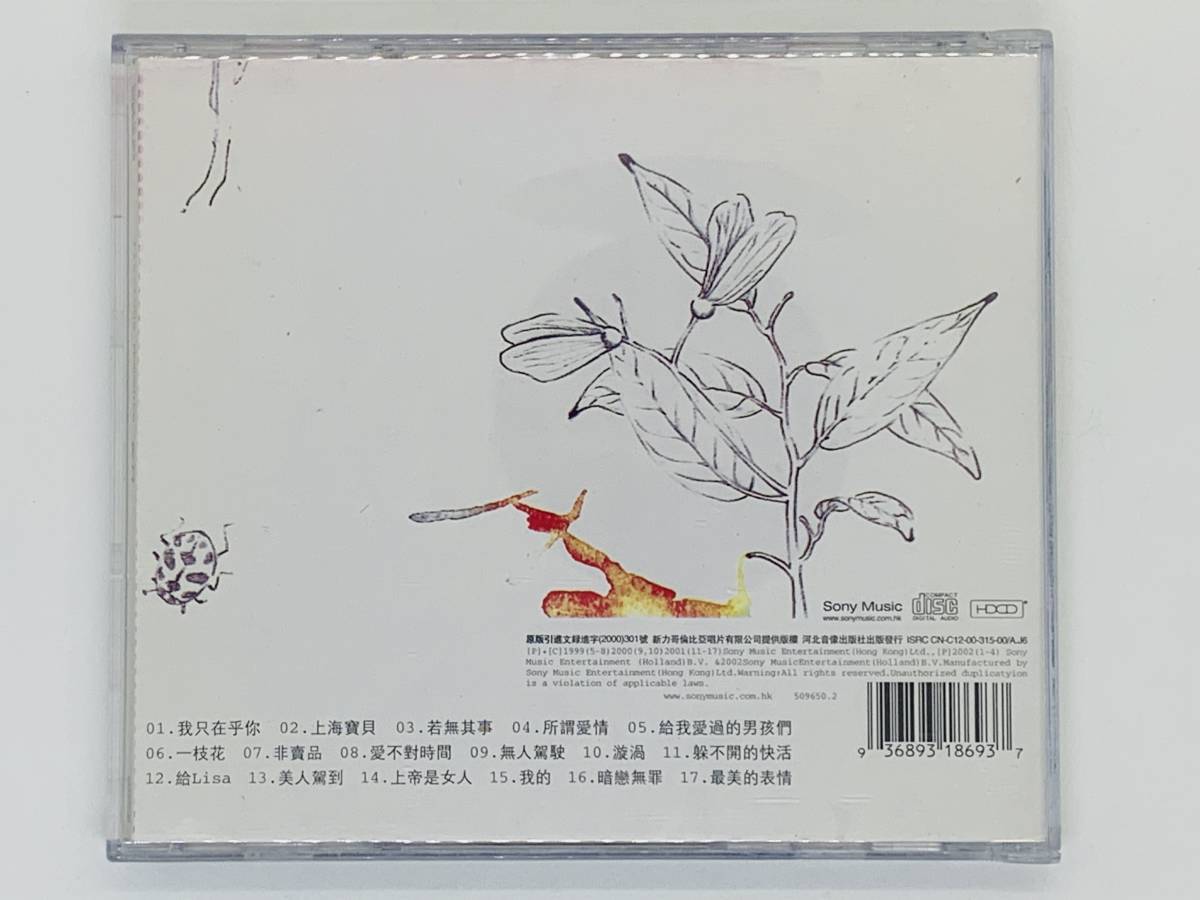 Sony Music
www.sonymusic.com.hk
COMPACT
disc
DIGITAL AUDIO
HDCD
原版引進文録進字(2000)301號 新力哥倫比亞唱片有限公司提供版權 河北音像出版社出版發行 ISRC CN-C12-00-315-00/A.J6
[P]•[C]1999(5-8)2000(9,10)2001(11-17)Sony Music Entertainment(Hong Kong)Ltd.,[P]2002(1-4) Sony
Music Entertainment (Holland)B.V. &2002Sony MusicEntertainment(Holland)B.V.Manufactured by
Sony Music Entertainment(Hong Kong)Ltd.Warning:All rights reserved.Unauthorized duplicatyion
is a violation of applicable laws.
www.sonymusic.com.hk 509650.2
01.我只在乎你 02.上海寶貝 03.若無其事 04.所謂愛情 05.給我愛過的男孩們
06.一枝花 07.非賣品 08.愛不對時間 09.無人駕駛 10.漩渦 11.躲不開的快活
12.給Lisa 13.美人駕到 14.上帝是女人 15.我的 16.暗戀無罪 17.最美的表情
9 36893 18693 7